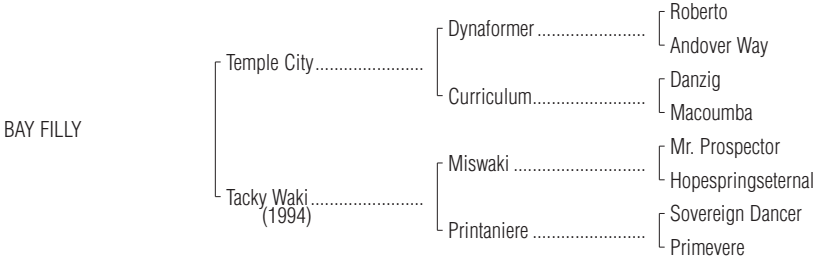 Roberto
Dynaformer ......................
Andover Way
Temple City......................
Danzig
Curriculum.......................
Macoumba
BAY FILLY
Mr. Prospector
Miswaki ..........................
Hopespringseternal
Tacky Waki.......................
(1994)
Sovereign Dancer
Printaniere ......................
Primevere